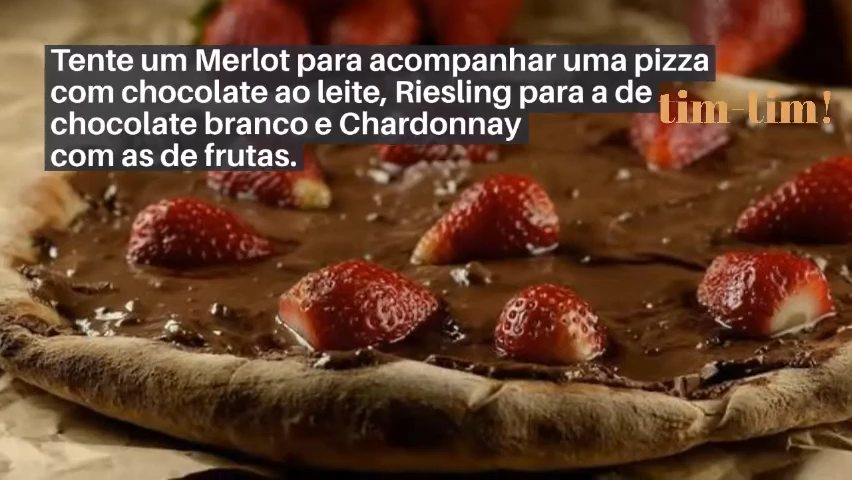 Tente um Merlot para acompanhar uma pizza
com chocolate ao leite, Riesling para a de
chocolate branco e Chardonnay
com as de frutas.
tim-tim!